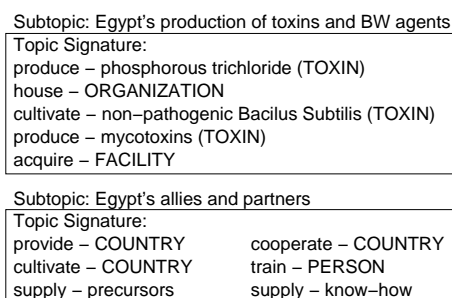 Subtopic: Egypt's production of toxins and BW agents
Topic Signature:
produce − phosphorous trichloride (TOXIN)
house − ORGANIZATION
cultivate − non−pathogenic Bacilus Subtilis (TOXIN)
produce − mycotoxins (TOXIN)
acquire − FACILITY
Subtopic: Egypt's allies and partners
Topic Signature:
provide − COUNTRY cooperate − COUNTRY
cultivate − COUNTRY train − PERSON
supply − precursors supply − know−how